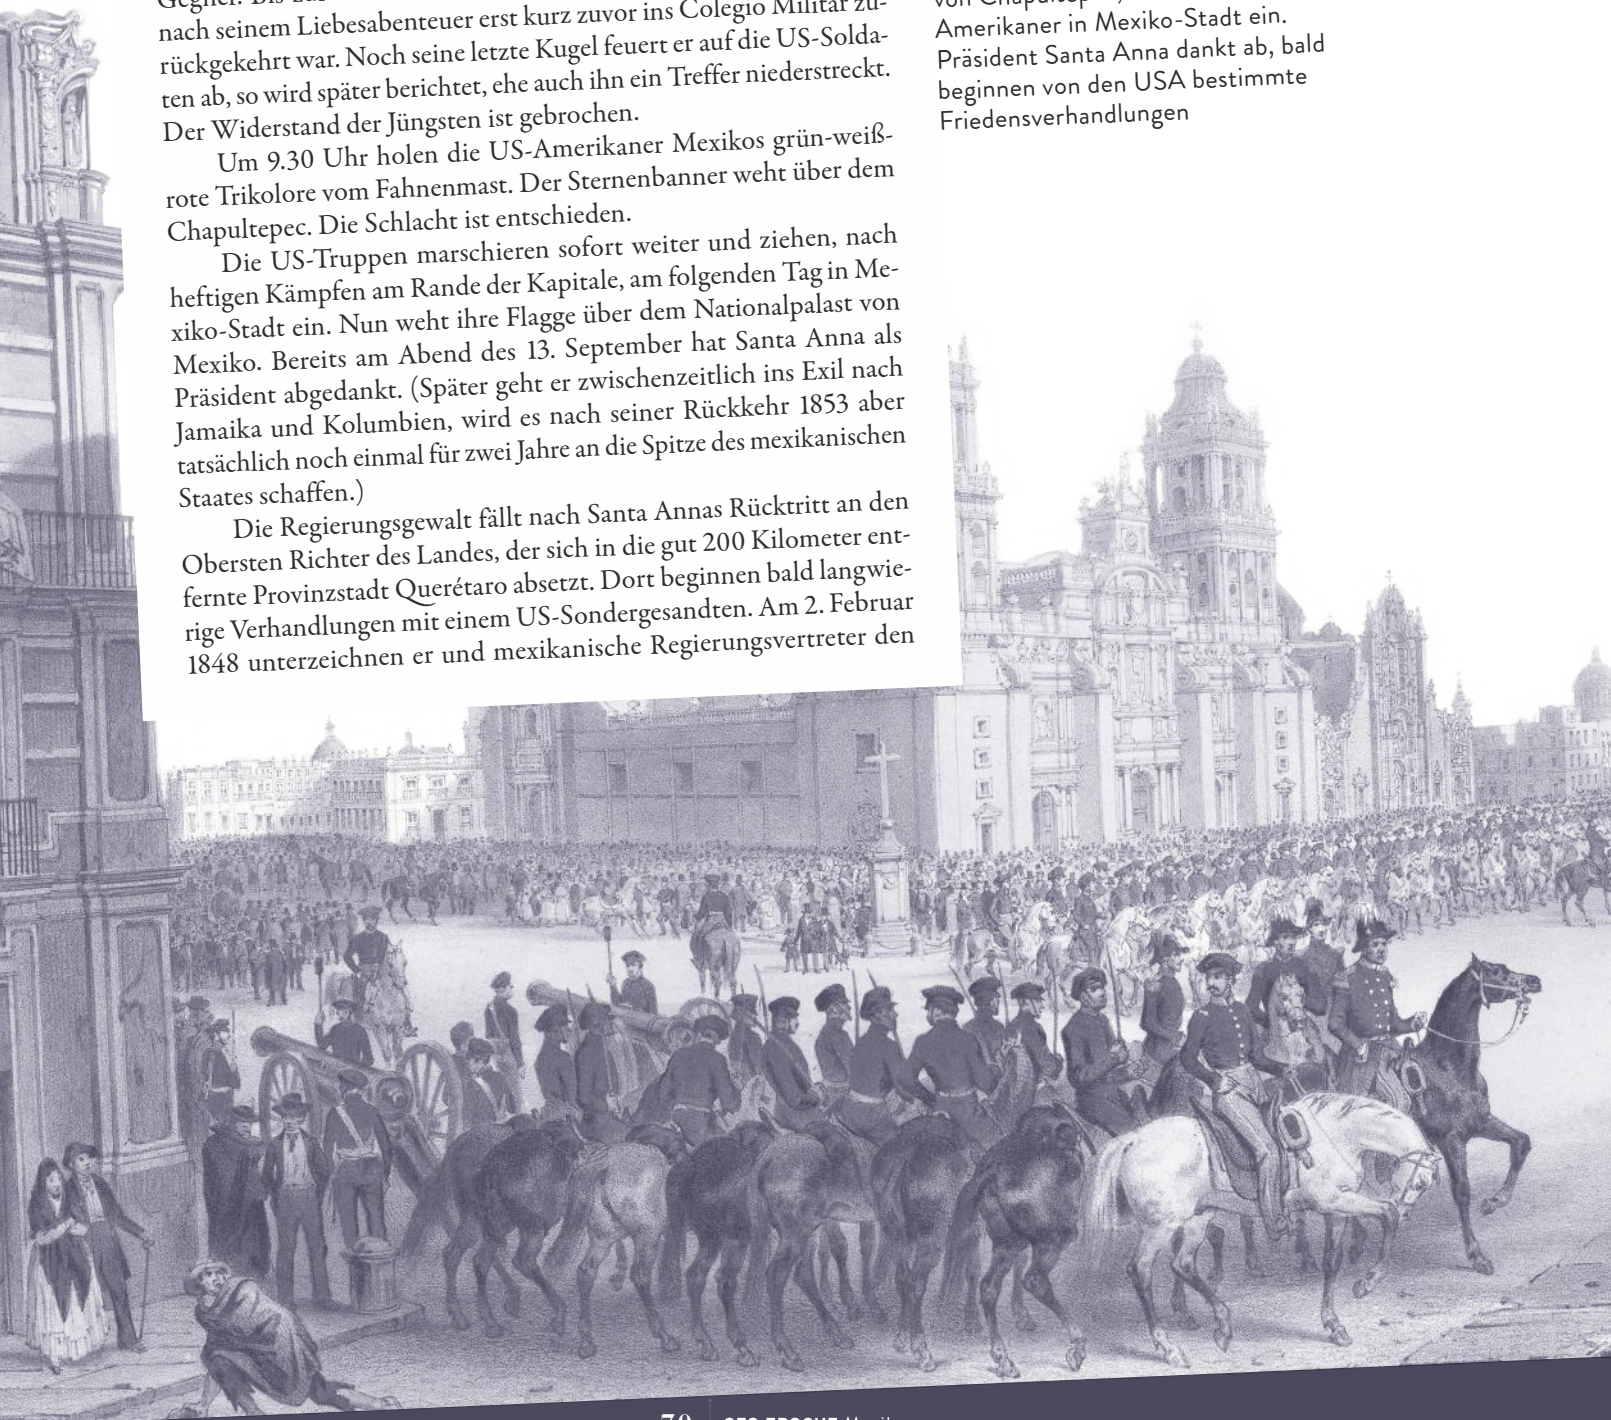 nach seinem Liebesabenteuer erst kurz zuvor ins Colegio Militar zu-
rückgekehrt war. Noch seine letzte Kugel feuert er auf die US-Solda-
ten ab, so wird später berichtet, ehe auch ihn ein Treffer niederstreckt.
Der Widerstand der Jüngsten ist gebrochen.
Um 9.30 Uhr holen die US-Amerikaner Mexikos grün-weiß-
rote Trikolore vom Fahnenmast. Der Sternenbanner weht über dem
Chapultepec. Die Schlacht ist entschieden.
Die US-Truppen marschieren sofort weiter und ziehen, nach
heftigen Kämpfen am Rande der Kapitale, am folgenden Tag in Me-
xiko-Stadt ein. Nun weht ihre Flagge über dem Nationalpalast von
Mexiko. Bereits am Abend des 13. September hat Santa Anna als
Präsident abgedankt. (Später geht er zwischenzeitlich ins Exil nach
Jamaika und Kolumbien, wird es nach seiner Rückkehr 1853 aber
tatsächlich noch einmal für zwei Jahre an die Spitze des mexikanischen
Staates schaffen.)
Die Regierungsgewalt fällt nach Santa Annas Rücktritt an den
Obersten Richter des Landes, der sich in die gut 200 Kilometer ent-
fernte Provinzstadt Querétaro absetzt. Dort beginnen bald langwie-
rige Verhandlungen mit einem US-Sondergesandten. Am 2. Februar
1848 unterzeichnen er und mexikanische Regierungsvertreter den
Amerikaner in Mexiko-Stadt ein.
Präsident Santa Anna dankt ab, bald
beginnen von den USA bestimmte
Friedensverhandlungen